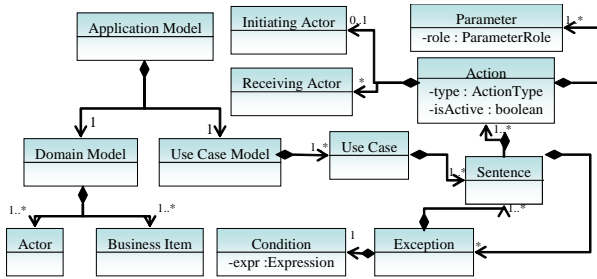 Application Model
Initiating Actor
0..1
Parameter
-role : ParameterRole
1..*
Receiving Actor
*
Action
-type : ActionType
-isActive : boolean
1..*
1
1
Domain Model
Use Case Model
1..*
Use Case
1..*
Sentence
1..*
1..*
1..*
Actor
Business Item
Condition
-expr :Expression
1
Exception
*